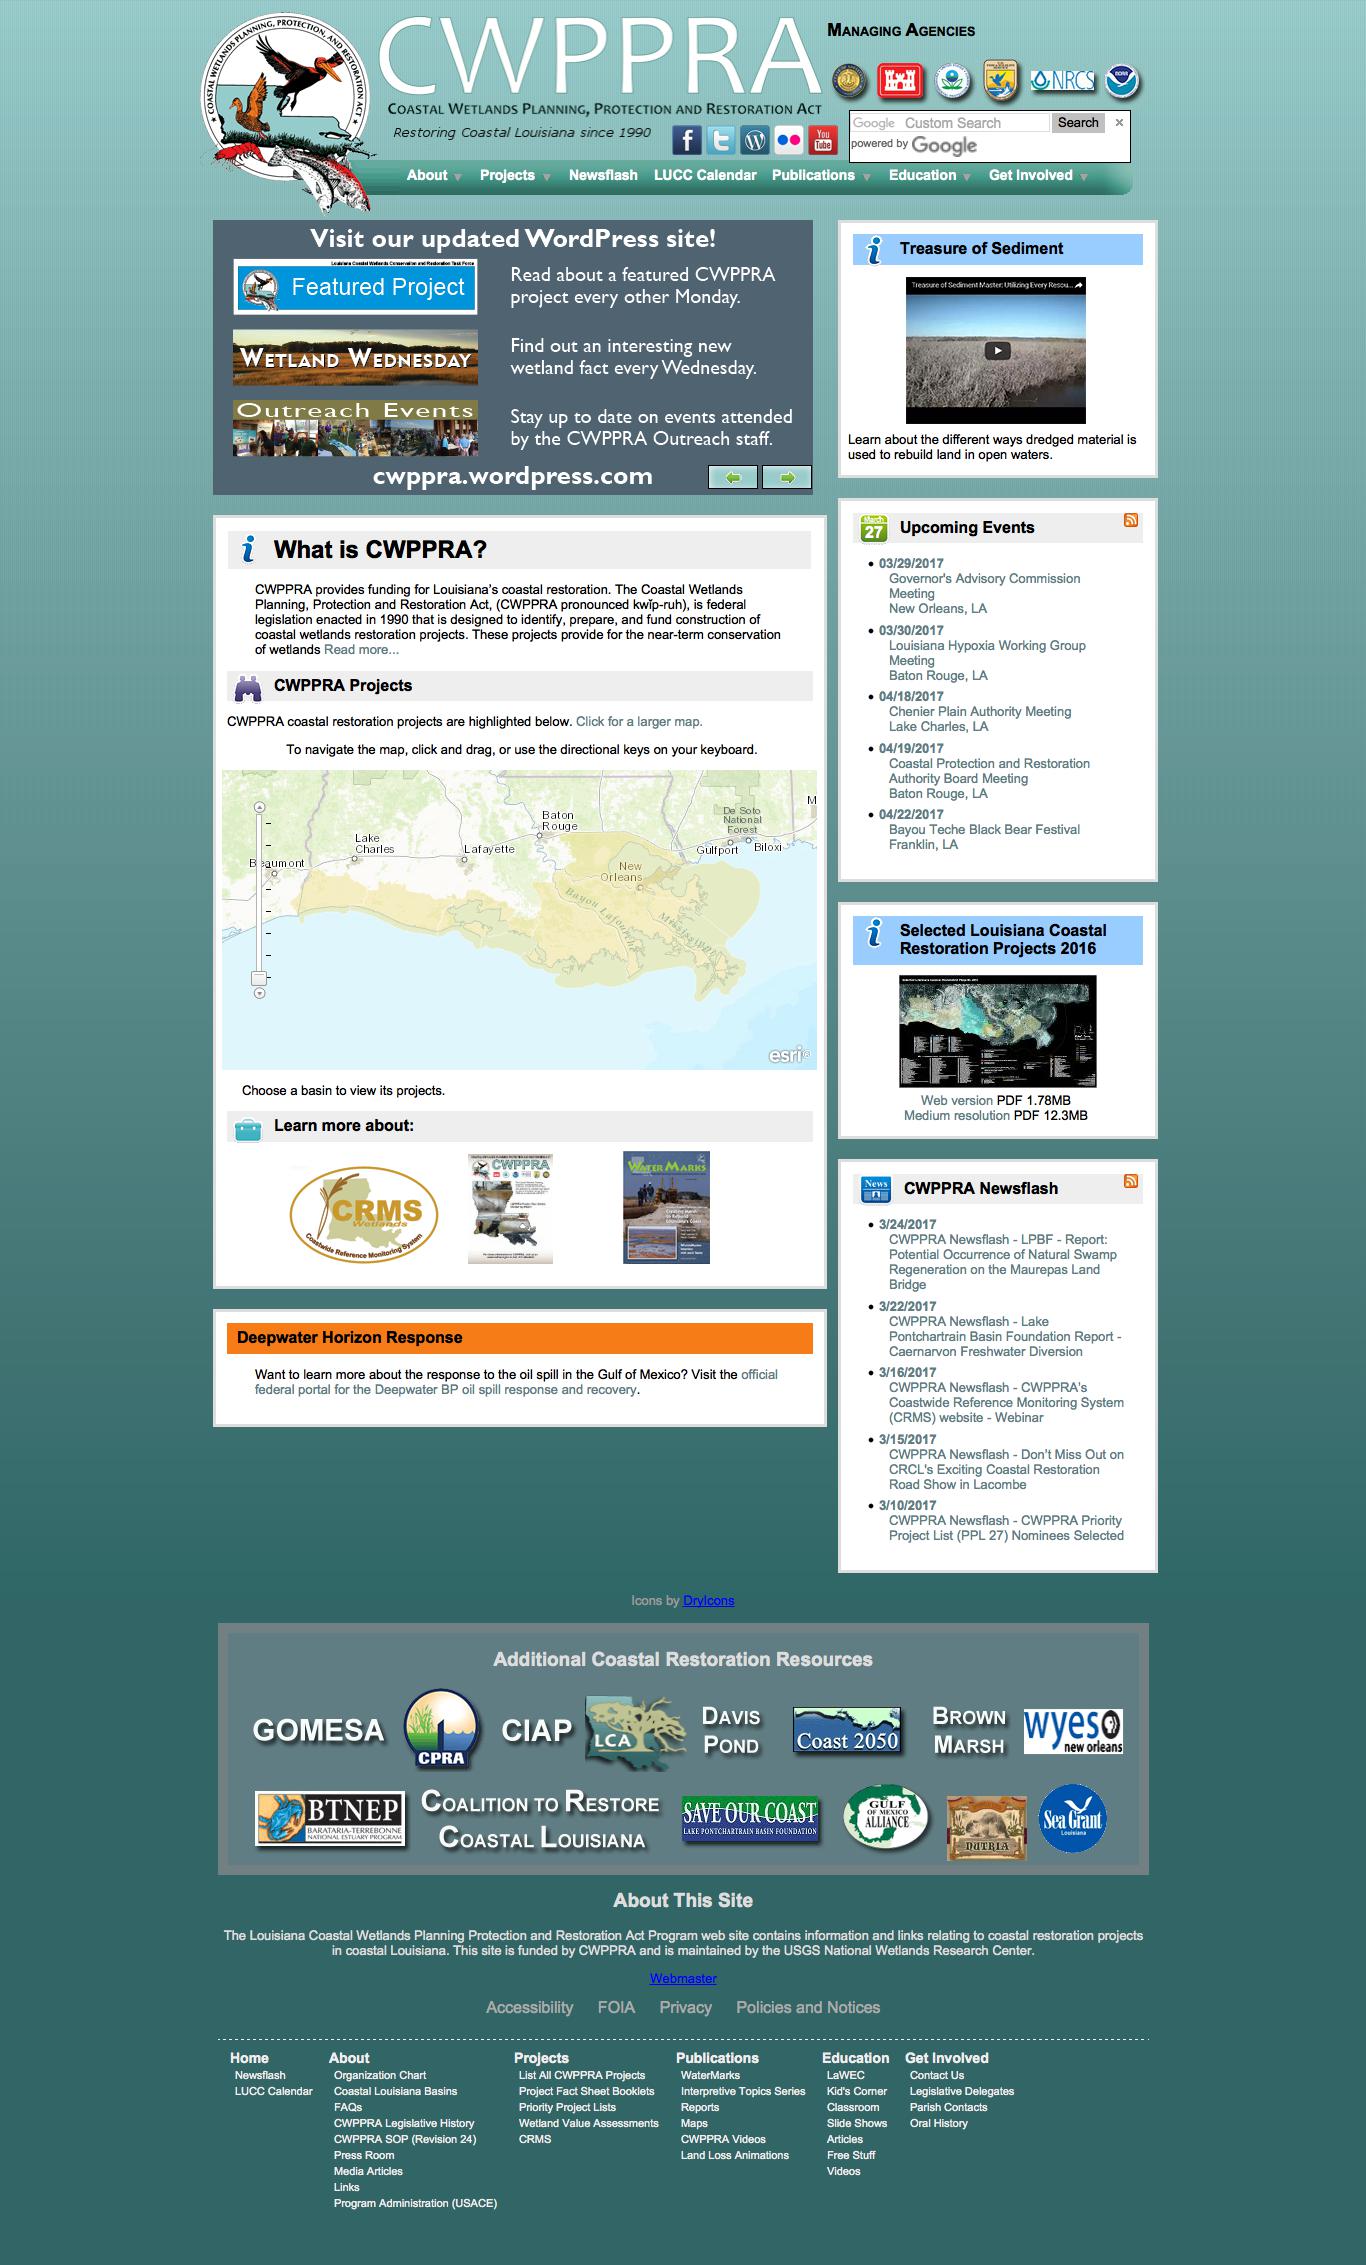 COASTAL WETLANDS PLANNING, PROTECTION, AND RESTORATION ACT
CWPPRA
COASTAL WETLANDS PLANNING, PROTECTION AND RESTORATION ACT
Restoring Coastal Louisiana since 1990
MANAGING AGENCIES
NRCS
NOAA
Google Custom Search
Search
×
powered by Google
You Tube
About
Projects
Newsflash
LUCC Calendar
Publications
Education
Get Involved
Visit our updated WordPress site!
Louisiana Coastal Wetlands Conservation and Restoration Task Force
Featured Project
Read about a featured CWPPRA
project every other Monday.
WETLAND WEDNESDAY
Find out an interesting new
wetland fact every Wednesday.
Outreach Events
Stay up to date on events attended
by the CWPPRA Outreach staff.
cwppra.wordpress.com
What is CWPPRA?
CWPPRA provides funding for Louisiana's coastal restoration. The Coastal Wetlands
Planning, Protection and Restoration Act, (CWPPRA pronounced kwĭp-ruh), is federal
legislation enacted in 1990 that is designed to identify, prepare, and fund construction of
coastal wetlands restoration projects. These projects provide for the near-term conservation
of wetlands Read more...
CWPPRA Projects
CWPPRA coastal restoration projects are highlighted below. Click for a larger map.
To navigate the map, click and drag, or use the directional keys on your keyboard.
Baton
Rouge
De Soto
National
Forest
M
Lake
Charles
Lafayette
Gulfport
Biloxi
Beaumont
New
Orleans
Bayou Lafourche
Mississippi
esri
Choose a basin to view its projects.
Learn more about:
CRMS
Wetlands
Coastwide Reference Monitoring System
CWPPRA
WATERMARKS
Deepwater Horizon Response
Want to learn more about the response to the oil spill in the Gulf of Mexico? Visit the official
federal portal for the Deepwater BP oil spill response and recovery.
Treasure of Sediment
Treasure of Sediment Master: Utilizing Every Resou...
Learn about the different ways dredged material is
used to rebuild land in open waters.
March
27
Upcoming Events
03/29/2017
Governor's Advisory Commission
Meeting
New Orleans, LA
03/30/2017
Louisiana Hypoxia Working Group
Meeting
Baton Rouge, LA
04/18/2017
Chenier Plain Authority Meeting
Lake Charles, LA
04/19/2017
Coastal Protection and Restoration
Authority Board Meeting
Baton Rouge, LA
04/22/2017
Bayou Teche Black Bear Festival
Franklin, LA
Selected Louisiana Coastal
Restoration Projects 2016
Web version PDF 1.78MB
Medium resolution PDF 12.3MB
News
CWPPRA Newsflash
3/24/2017
CWPPRA Newsflash - LPBF - Report:
Potential Occurrence of Natural Swamp
Regeneration on the Maurepas Land
Bridge
3/22/2017
CWPPRA Newsflash - Lake
Pontchartrain Basin Foundation Report -
Caernarvon Freshwater Diversion
3/16/2017
CWPPRA Newsflash - CWPPRA's
Coastwide Reference Monitoring System
(CRMS) website - Webinar
3/15/2017
CWPPRA Newsflash - Don't Miss Out on
CRCL's Exciting Coastal Restoration
Road Show in Lacombe
3/10/2017
CWPPRA Newsflash - CWPPRA Priority
Project List (PPL 27) Nominees Selected
Icons by DryIcons
Additional Coastal Restoration Resources
GOMESA
CPRA
CIAP
LCA
DAVIS
POND
Coast 2050
BROWN
MARSH
wyes
new orleans
BTNEP
BARATARIA-TERREBONNE
NATIONAL ESTUARY PROGRAM
COALITION TO RESTORE
COASTAL LOUISIANA
SAVE OUR COAST
LAKE PONTCHARTRAIN BASIN FOUNDATION
GULF
OF MEXICO
ALLIANCE
NUTRIA
Sea Grant
Louisiana
About This Site
The Louisiana Coastal Wetlands Planning Protection and Restoration Act Program web site contains information and links relating to coastal restoration projects
in coastal Louisiana. This site is funded by CWPPRA and is maintained by the USGS National Wetlands Research Center.
Webmaster
Accessibility
FOIA
Privacy
Policies and Notices
Home
Newsflash
LUCC Calendar
About
Organization Chart
Coastal Louisiana Basins
FAQs
CWPPRA Legislative History
CWPPRA SOP (Revision 24)
Press Room
Media Articles
Links
Program Administration (USACE)
Projects
List All CWPPRA Projects
Project Fact Sheet Booklets
Priority Project Lists
Wetland Value Assessments
CRMS
Publications
WaterMarks
Interpretive Topics Series
Reports
Maps
CWPPRA Videos
Land Loss Animations
Education
LaWEC
Kid's Corner
Classroom
Slide Shows
Articles
Free Stuff
Videos
Get Involved
Contact Us
Legislative Delegates
Parish Contacts
Oral History